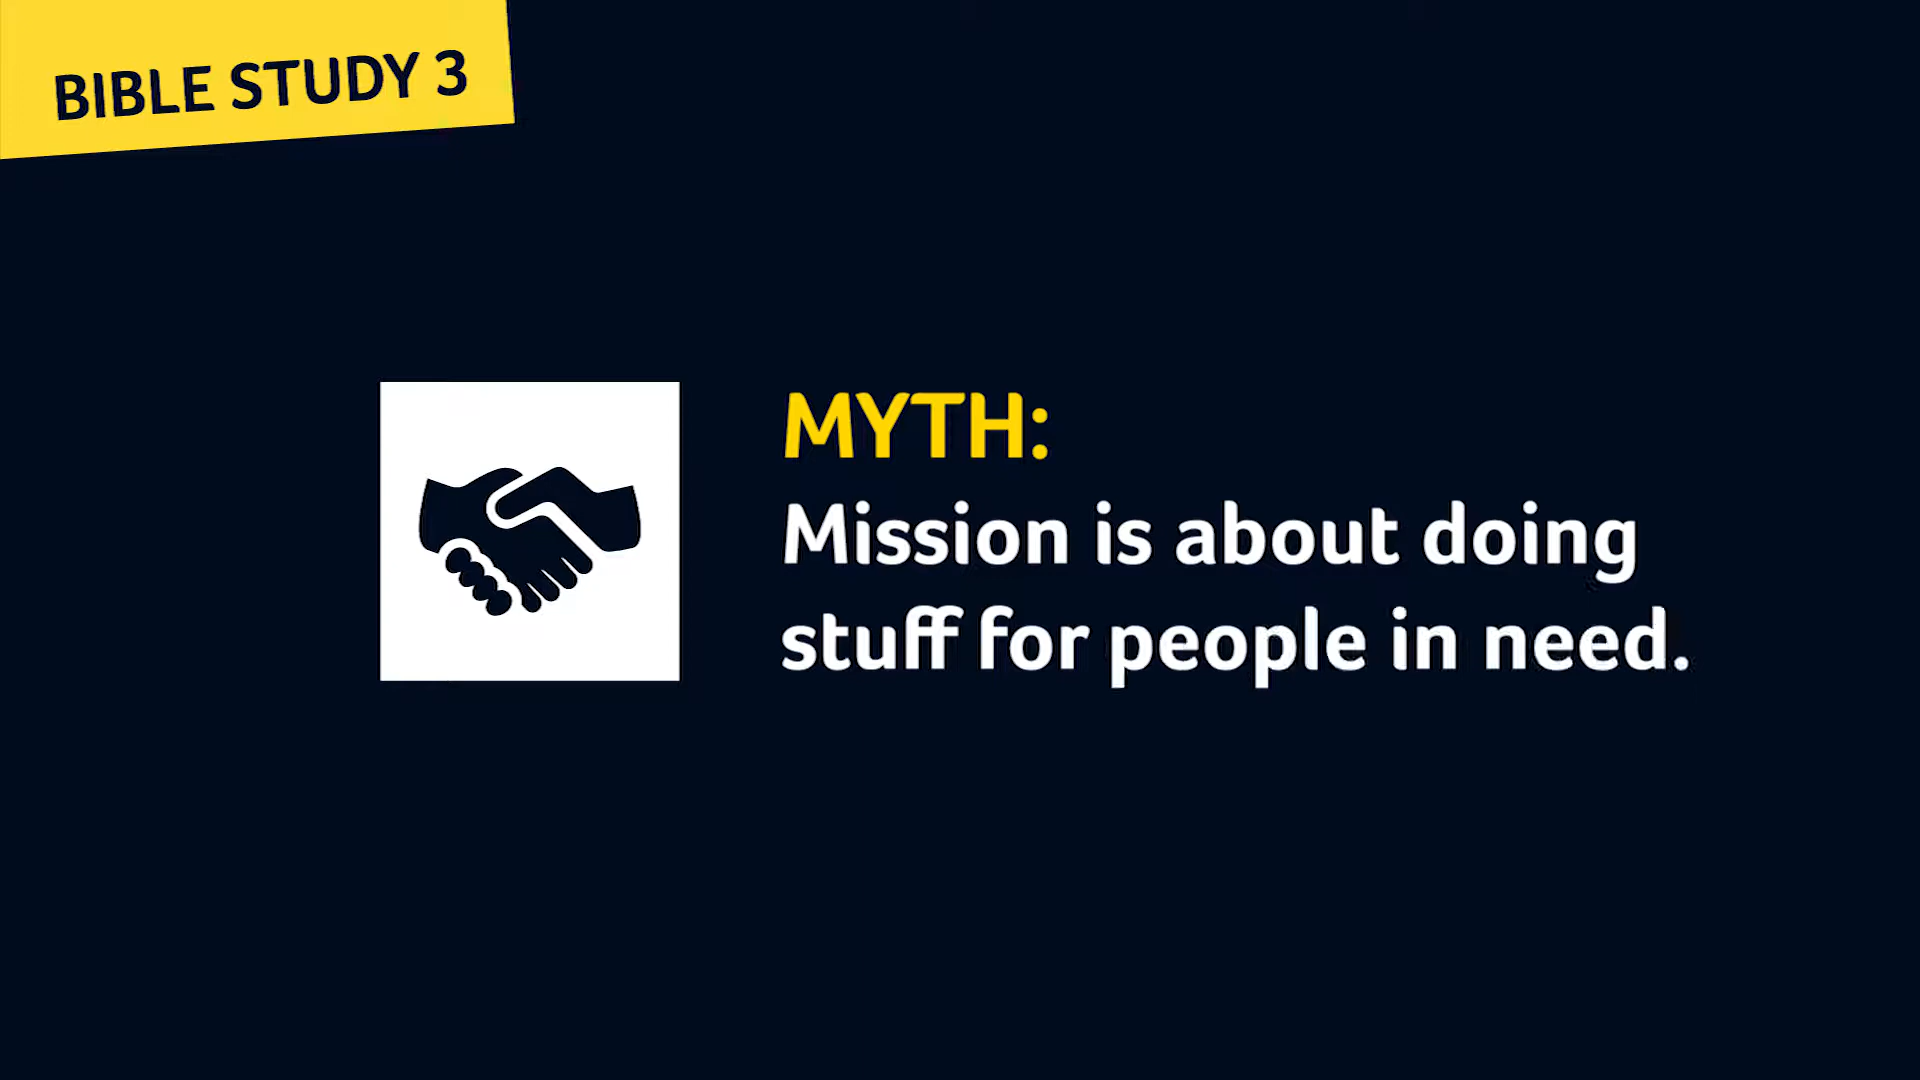 BIBLE STUDY 3
MYTH:
Mission is about doing
stuff for people in need.